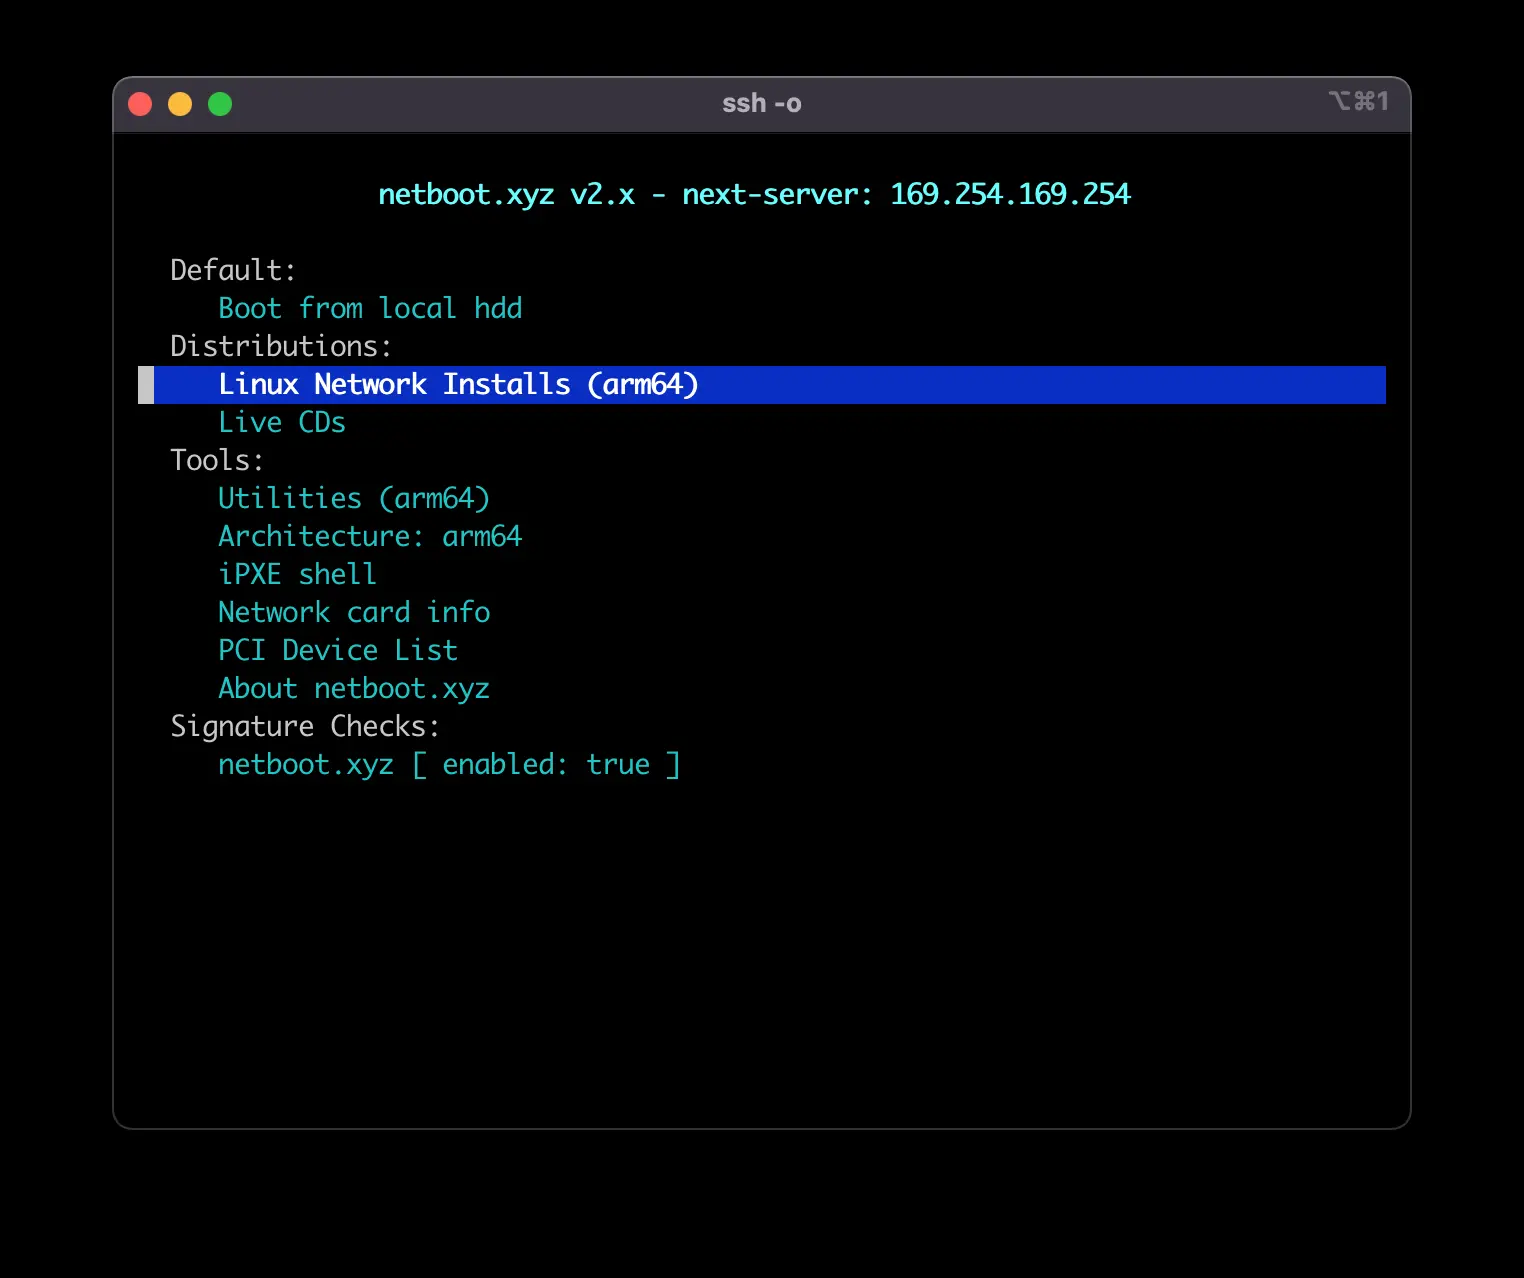 ssh -o
⌥⌘1
netboot.xyz v2.x - next-server: 169.254.169.254
Default:
Boot from local hdd
Distributions:
Linux Network Installs (arm64)
Live CDs
Tools:
Utilities (arm64)
Architecture: arm64
iPXE shell
Network card info
PCI Device List
About netboot.xyz
Signature Checks:
netboot.xyz [ enabled: true ]